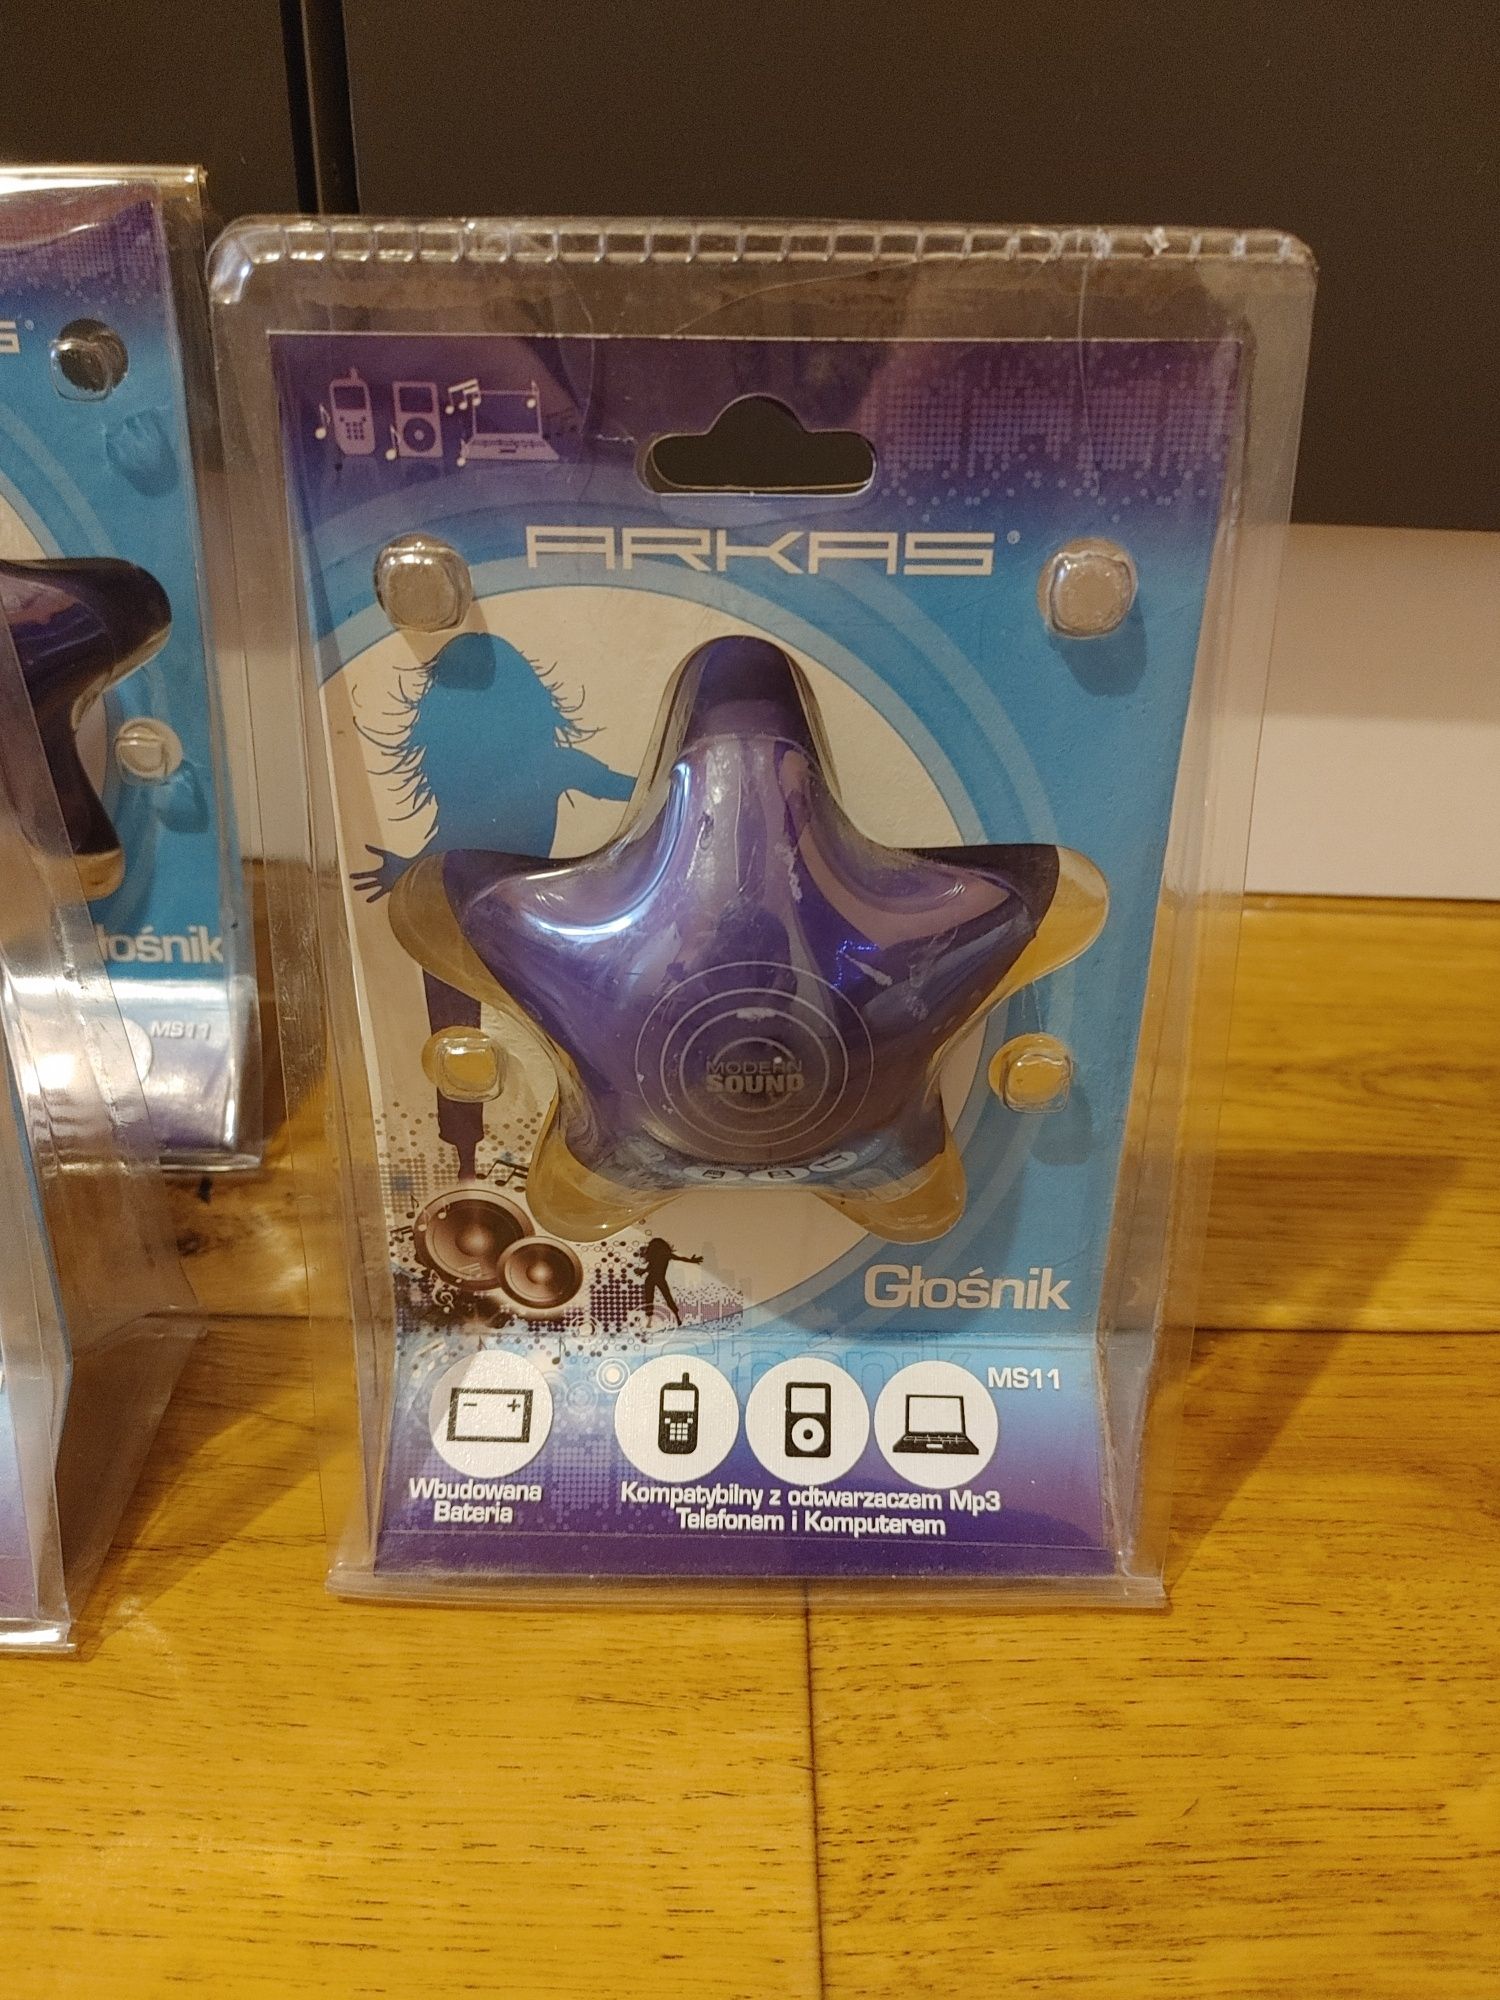 ARKAS®
MODERN
SOUND
Głośnik
MS11
Wbudowana
Bateria
Kompatybilny z odtwarzaczem Mp3
Telefonem i Komputerem
S®
łośnik
MS11